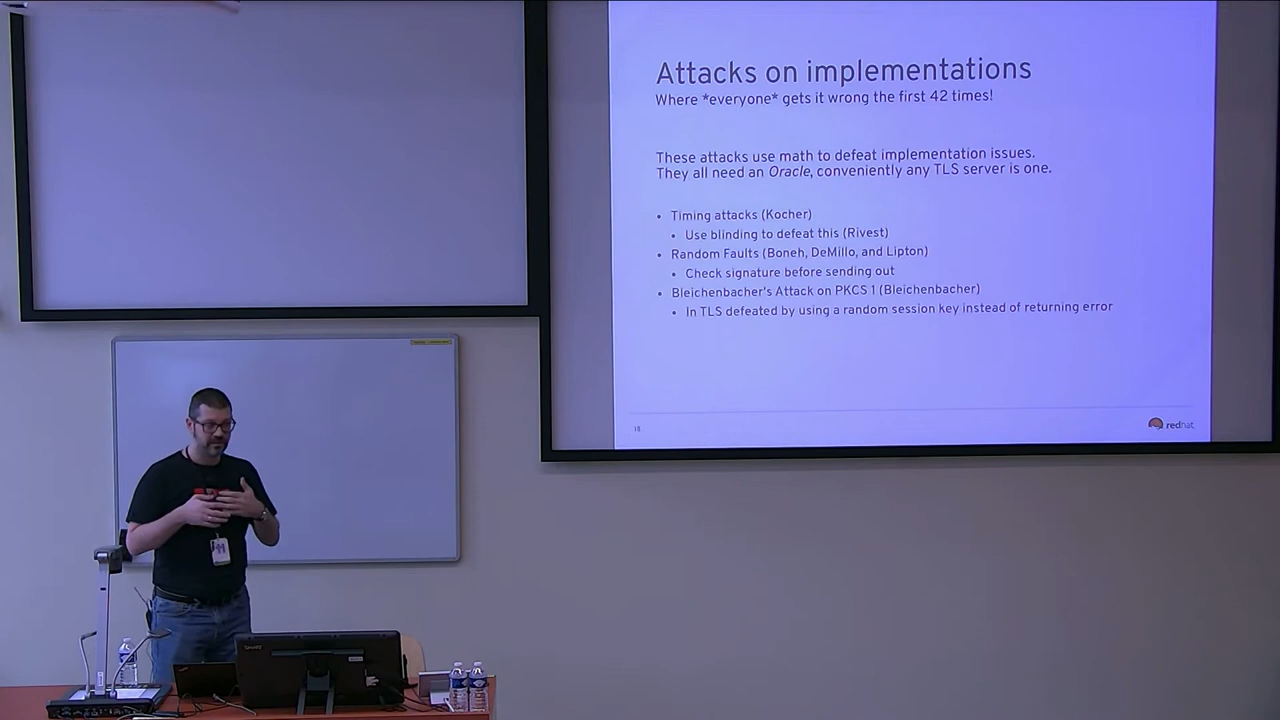 Attacks on implementations
Where *everyone* gets it wrong the first 42 times!
These attacks use math to defeat implementation issues.
They all need an Oracle, conveniently any TLS server is one.
• Timing attacks (Kocher)
• Use blinding to defeat this (Rivest)
• Random Faults (Boneh, DeMillo, and Lipton)
• Check signature before sending out
• Bleichenbacher's Attack on PKCS 1 (Bleichenbacher)
• In TLS defeated by using a random session key instead of returning error
18
redhat